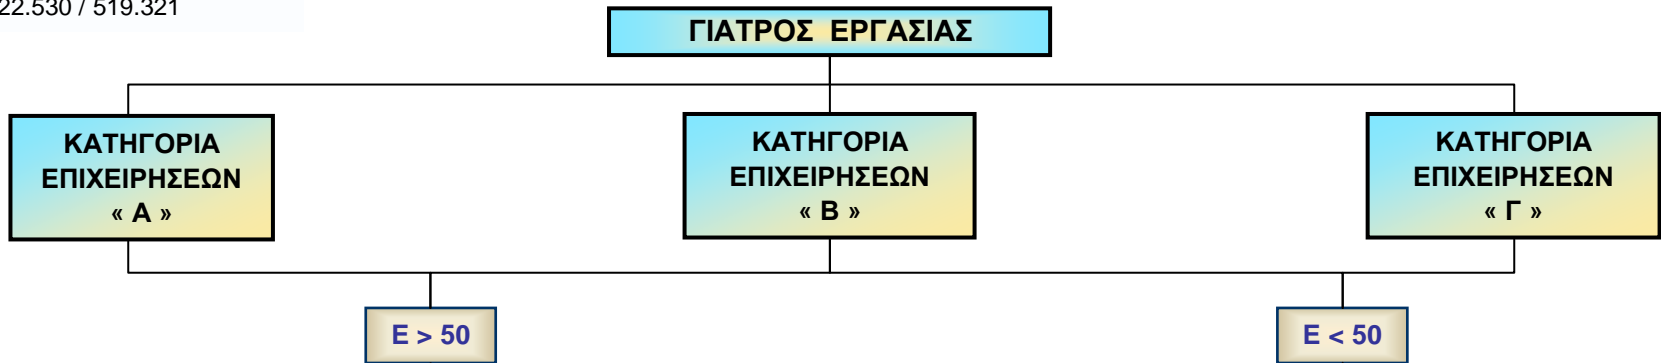 22.530 / 519.321
ΓΙΑΤΡΟΣ ΕΡΓΑΣΙΑΣ
ΚΑΤΗΓΟΡΙΑ
ΕΠΙΧΕΙΡΗΣΕΩΝ
« Α »
ΚΑΤΗΓΟΡΙΑ
ΕΠΙΧΕΙΡΗΣΕΩΝ
« Β »
ΚΑΤΗΓΟΡΙΑ
ΕΠΙΧΕΙΡΗΣΕΩΝ
« Γ »
Ε > 50
Ε < 50